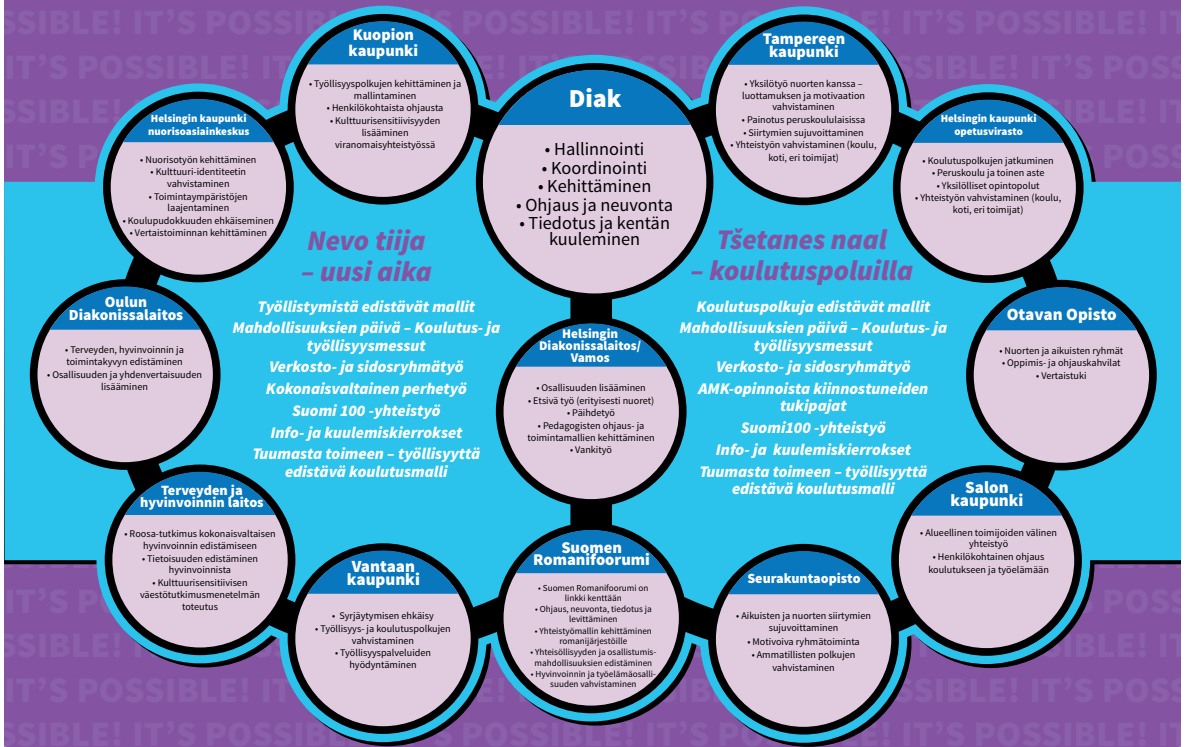 SSIBLE! IT'S POSSIBLE! IT'S POSSIBLE! IT'S POSSIBLE! IT'S POSSIBLE! IT
Kuopion
kaupunki
• Työllisyyspolkujen kehittäminen ja
mallintaminen
• Henkilökohtaista ohjausta
• Kulttuurisensitiivisyyden
lisääminen
viranomaisyhteistyössä
Diak
• Hallinnointi
• Koordinointi
• Kehittäminen
• Ohjaus ja neuvonta
• Tiedotus ja kentän
kuuleminen
Tampereen
kaupunki
• Yksilötyö nuorten kanssa –
luottamuksen ja motivaation
vahvistaminen
• Painotus peruskoululaisissa
• Siirtymien sujuvoittaminen
• Yhteistyön vahvistaminen (koulu,
koti, eri toimijat)
Helsingin kaupunki
nuorisoasiainkeskus
• Nuorisotyön kehittäminen
• Kulttuuri-identiteetin
vahvistaminen
• Toimintaympäristöjen
laajentaminen
• Koulupudokkuuden ehkäiseminen
• Vertaistoiminnan kehittäminen
Helsingin kaupunki
opetusvirasto
• Koulutuspolkujen jatkuminen
• Peruskoulu ja toinen aste
• Yksilölliset opintopolut
• Yhteistyön vahvistaminen (koulu,
koti, eri toimijat)
Nevo tiija
– uusi aika
Työllistymistä edistävät mallit
Mahdollisuuksien päivä – Koulutus- ja
työllisyysmessut
Verkosto- ja sidosryhmätyö
Kokonaisvaltainen perhetyö
Suomi 100 -yhteistyö
Info- ja kuulemiskierrokset
Tuumasta toimeen – työllisyyttä
edistävä koulutusmalli
Tšetanes naal
– koulutuspoluilla
Koulutuspolkuja edistävät mallit
Mahdollisuuksien päivä – Koulutus- ja
työllisyysmessut
Verkosto- ja sidosryhmätyö
AMK-opinnoista kiinnostuneiden
tukipajat
Suomi100 -yhteistyö
Info- ja kuulemiskierrokset
Tuumasta toimeen – työllisyyttä
edistävä koulutusmalli
Oulun
Diakonissalaitos
• Terveyden, hyvinvoinnin ja
toimintakyvyn edistäminen
• Osallisuuden ja yhdenvertaisuuden
lisääminen
Helsingin
Diakonissalaitos/
Vamos
• Osallisuuden lisääminen
• Etsivä työ (erityisesti nuoret)
• Päihdetyö
• Pedagogisten ohjaus- ja
toimintamallien kehittäminen
• Vankityö
Otavan Opisto
• Nuorten ja aikuisten ryhmät
• Oppimis- ja ohjauskahvilat
• Vertaistuki
Terveyden ja
hyvinvoinnin laitos
• Roosa-tutkimus kokonaisvaltaisen
hyvinvoinnin edistämiseen
• Tietoisuuden edistäminen
hyvinvoinnista
• Kulttuurisensitiivisen
väestötutkimusmenetelmän
toteutus
Vantaan
kaupunki
• Syrjäytymisen ehkäisy
• Työllisyys- ja koulutuspolkujen
vahvistaminen
• Työllisyyspalveluiden
hyödyntäminen
Suomen
Romanifoorumi
• Suomen Romanifoorumi on
linkki kenttään
• Ohjaus, neuvonta, tiedotus ja
levittäminen
• Yhteistyömallin kehittäminen
romanijärjestöille
• Yhteisöllisyyden ja osallistumis-
mahdollisuuksien edistäminen
• Hyvinvoinnin ja työelämäosalli-
suuden vahvistaminen
Seurakuntaopisto
• Aikuisten ja nuorten siirtymien
sujuvoittaminen
• Motivoiva ryhmätoiminta
• Ammatillisten polkujen
vahvistaminen
Salon
kaupunki
• Alueellinen toimijoiden välinen
yhteistyö
• Henkilökohtainen ohjaus
koulutukseen ja työelämään